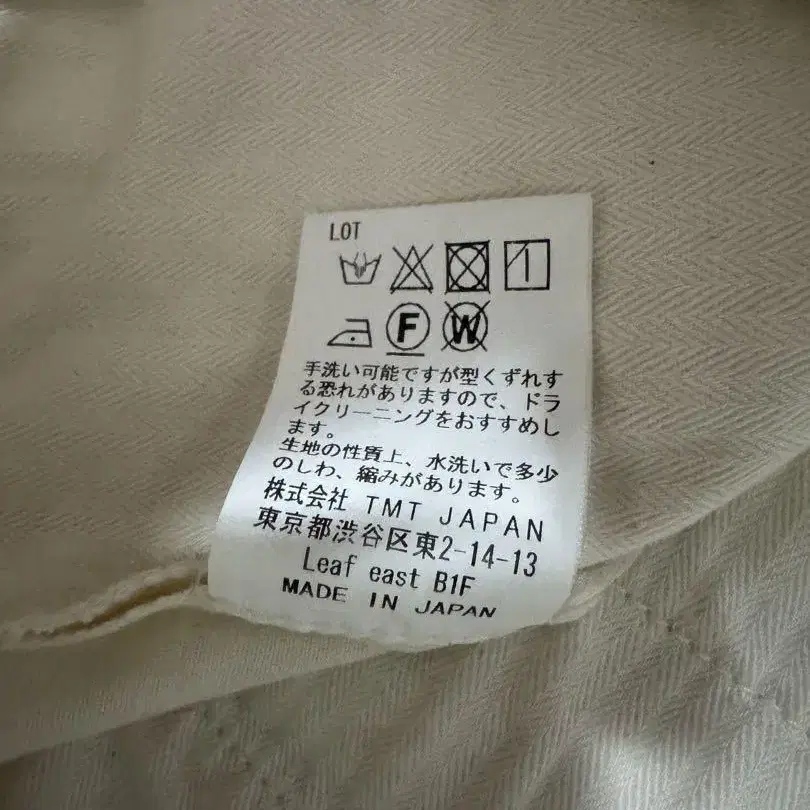 LOT
F W
手洗い可能ですが型くずれす
る恐れがありますので、ドラ
イクリーニングをおすすめし
ます。
生地の性質上、水洗いで多少
のしわ、縮みがあります。
株式会社 TMT JAPAN
東京都渋谷区東2-14-13
Leaf east B1F
MADE IN JAPAN